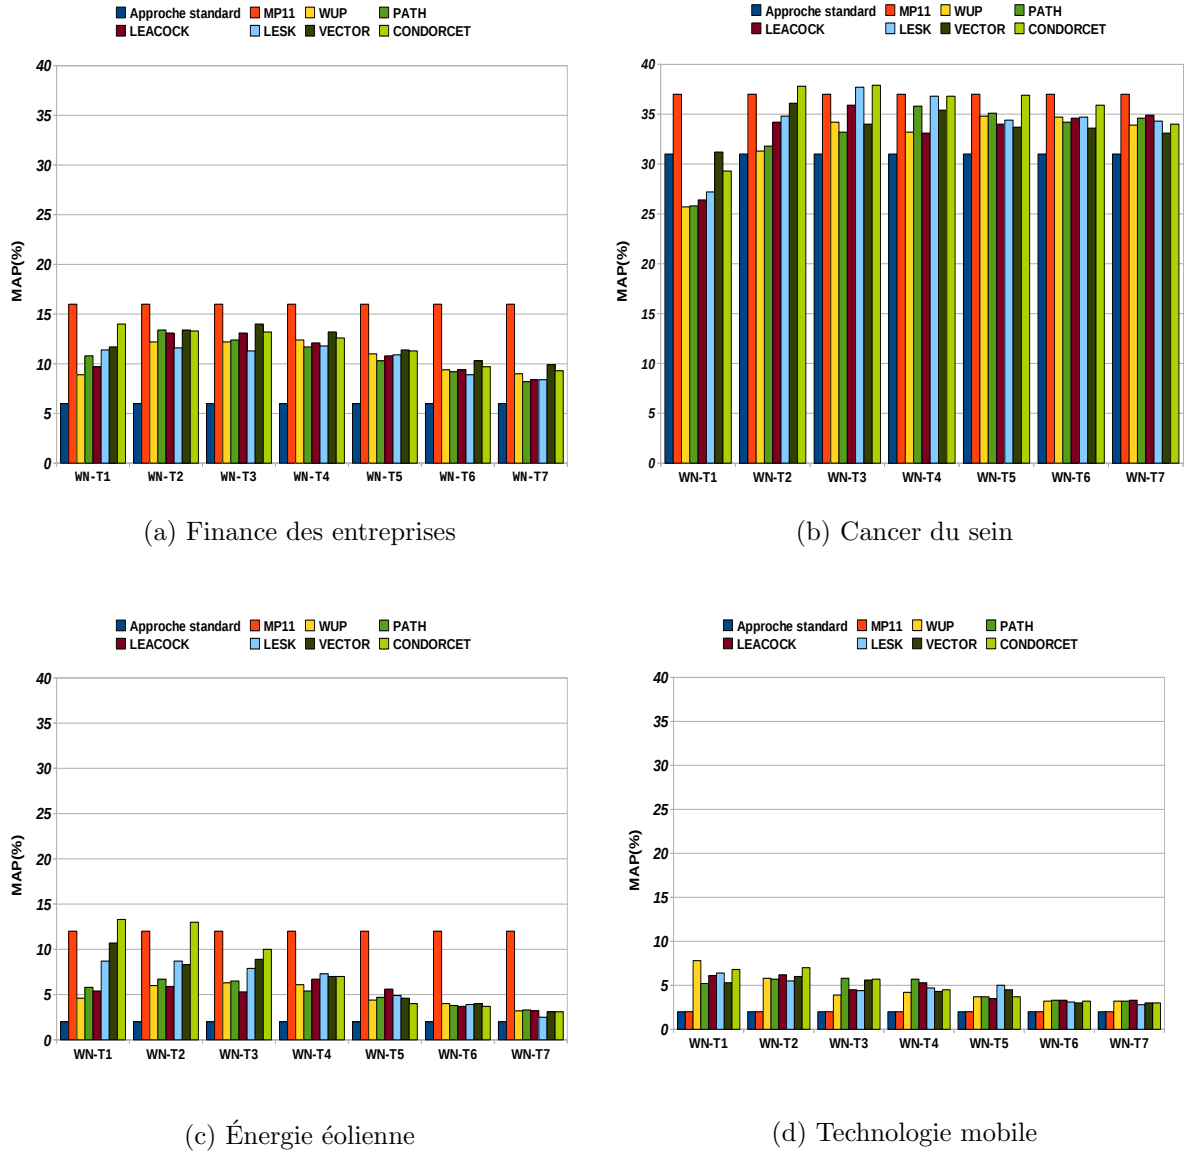 Approche standard MP11 WUP PATH
LEACOCK LESK VECTOR CONDORCET
MAP(%)
40
35
30
25
20
15
10
5
0
WN-T1 WN-T2 WN-T3 WN-T4 WN-T5 WN-T6 WN-T7
(a) Finance des entreprises
Approche standard MP11 WUP PATH
LEACOCK LESK VECTOR CONDORCET
MAP(%)
40
35
30
25
20
15
10
5
0
WN-T1 WN-T2 WN-T3 WN-T4 WN-T5 WN-T6 WN-T7
(b) Cancer du sein
Approche standard MP11 WUP PATH
LEACOCK LESK VECTOR CONDORCET
MAP(%)
40
35
30
25
20
15
10
5
0
WN-T1 WN-T2 WN-T3 WN-T4 WN-T5 WN-T6 WN-T7
(c) Énergie éolienne
Approche standard MP11 WUP PATH
LEACOCK LESK VECTOR CONDORCET
MAP(%)
40
35
30
25
20
15
10
5
0
WN-T1 WN-T2 WN-T3 WN-T4 WN-T5 WN-T6 WN-T7
(d) Technologie mobile